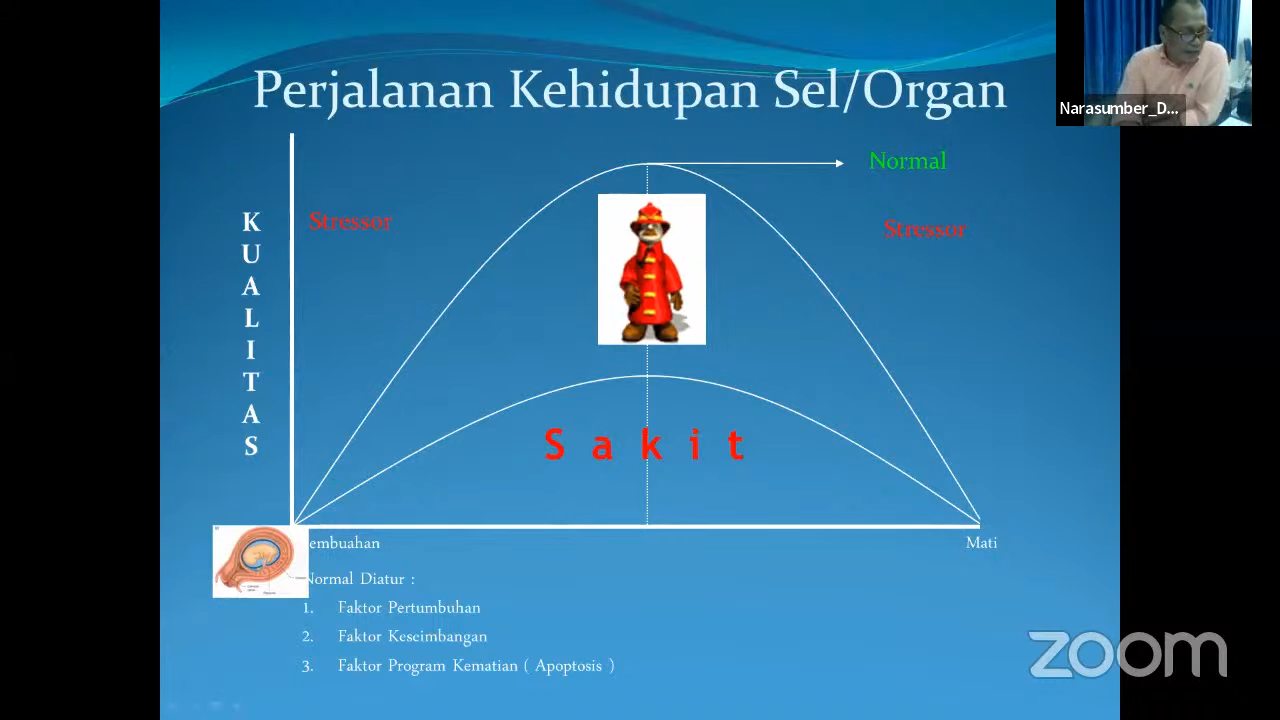 Perjalanan Kehidupan Sel/Organ
Narasumber_D...
Normal
Stressor
Stressor
K
U
A
L
I
T
A
S
S a k i t
embuahan
Mati
Normal Diatur :
1. Faktor Pertumbuhan
2. Faktor Keseimbangan
3. Faktor Program Kematian ( Apoptosis )
zoom